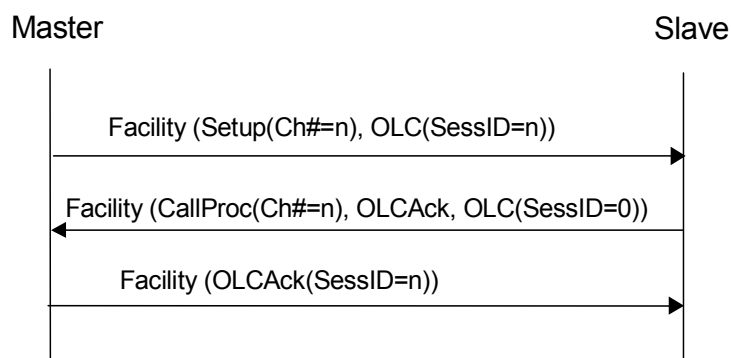 Master
Slave
Facility (Setup(Ch#=n), OLC(SessID=n))
Facility (CallProc(Ch#=n), OLCAck, OLC(SessID=0))
Facility (OLCAck(SessID=n))